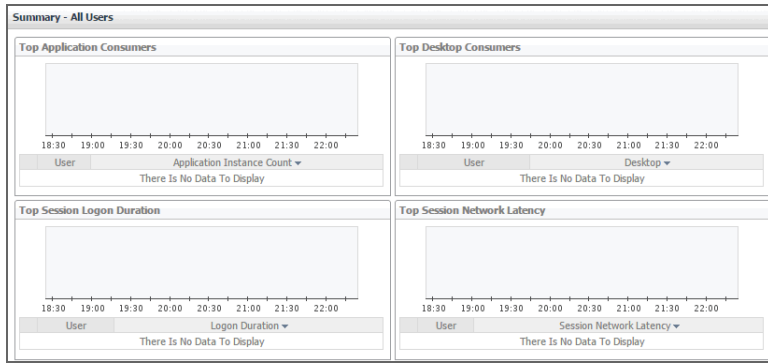 Summary - All Users
Top Application Consumers
18:30 19:00 19:30 20:00 20:30 21:00 21:30 22:00
User Application Instance Count
There Is No Data To Display
Top Desktop Consumers
18:30 19:00 19:30 20:00 20:30 21:00 21:30 22:00
User Desktop
There Is No Data To Display
Top Session Logon Duration
18:30 19:00 19:30 20:00 20:30 21:00 21:30 22:00
User Logon Duration
There Is No Data To Display
Top Session Network Latency
18:30 19:00 19:30 20:00 20:30 21:00 21:30 22:00
User Session Network Latency
There Is No Data To Display